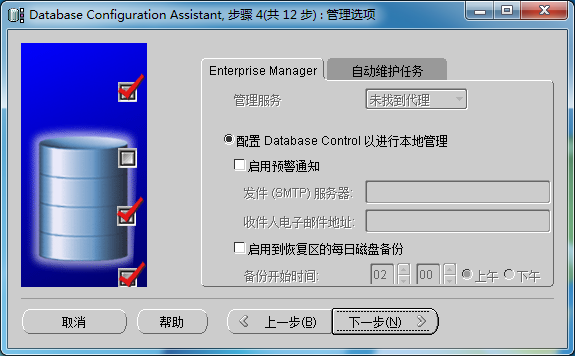 Database Configuration Assistant, 步骤 4(共 12 步) : 管理选项
Enterprise Manager 自动维护任务
管理服务 未找到代理
配置 Database Control 以进行本地管理
启用预警通知
发件 (SMTP) 服务器:
收件人电子邮件地址:
启用到恢复区的每日磁盘备份
备份开始时间: 02 00 上午 下午
取消 帮助 上一步(B) 下一步(N)